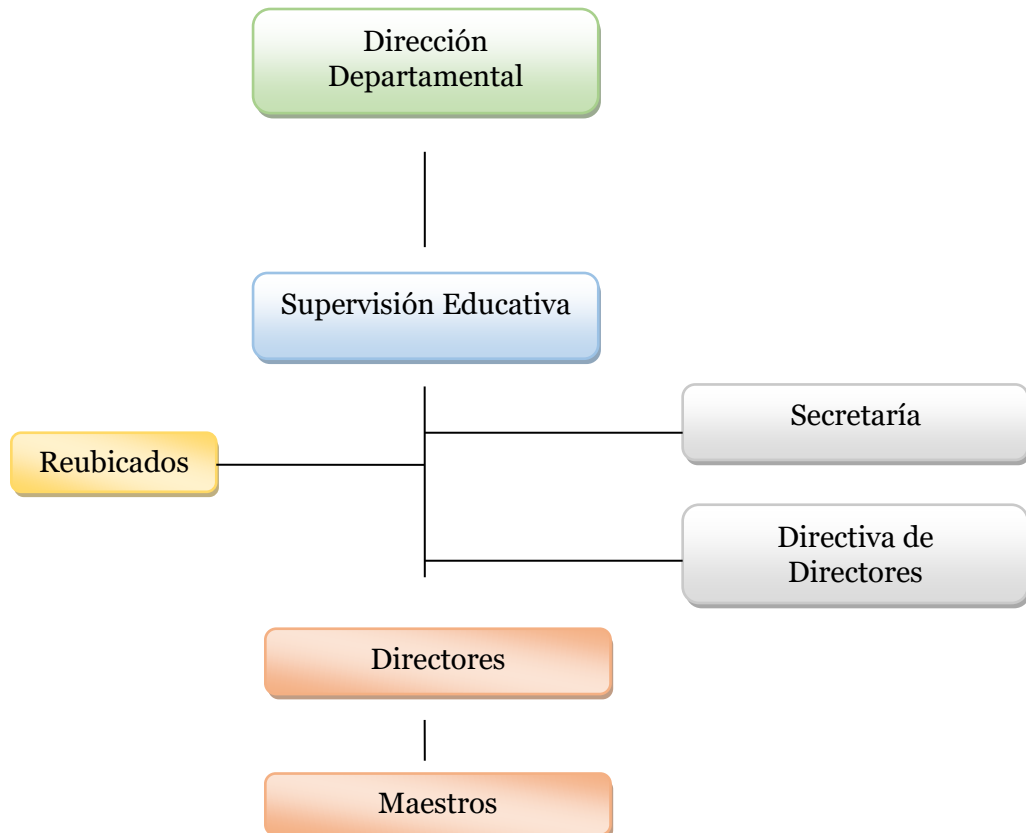 Dirección
Departamental
Supervisión Educativa
Secretaría
Reubicados
Directiva de
Directores
Directores
Maestros